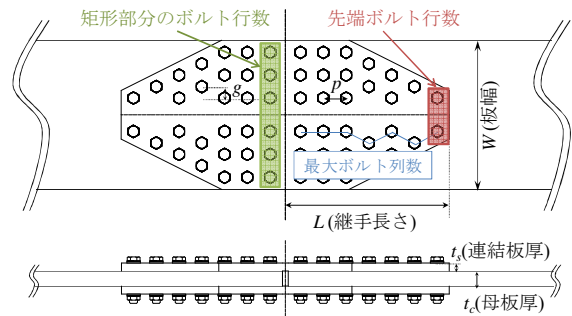 矩形部分のボルト行数
先端ボルト行数
g
p
W(板幅)
最大ボルト列数
L(継手長さ)
ts(連結板厚)
tc(母板厚)